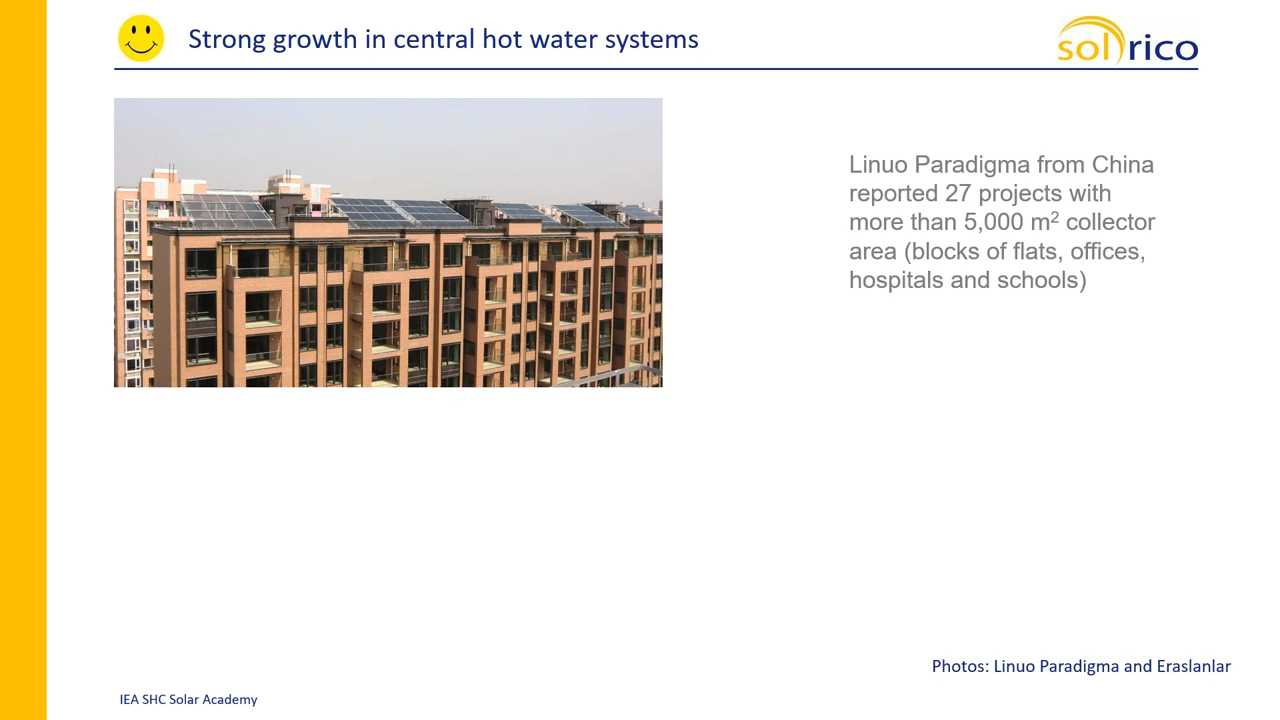 Strong growth in central hot water systems
solrico
Linuo Paradigma from China
reported 27 projects with
more than 5,000 m² collector
area (blocks of flats, offices,
hospitals and schools)
Photos: Linuo Paradigma and Eraslanlar
IEA SHC Solar Academy